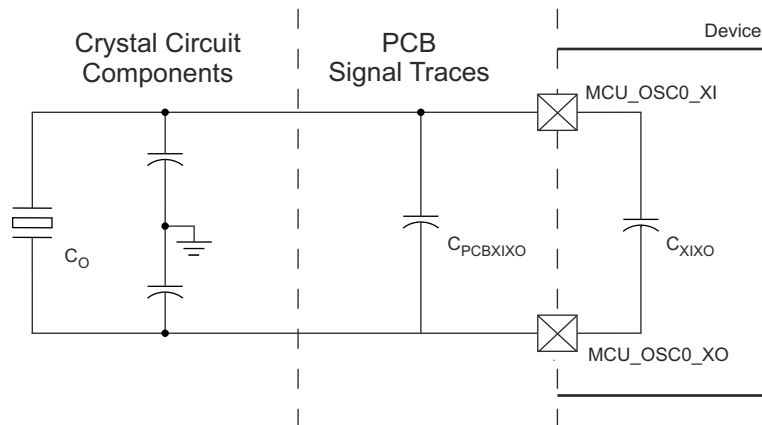 Crystal Circuit
Components
PCB
Signal Traces
Device
MCU_OSC0_XI
C_O
C_PCBXIXO
C_XIXO
MCU_OSC0_XO